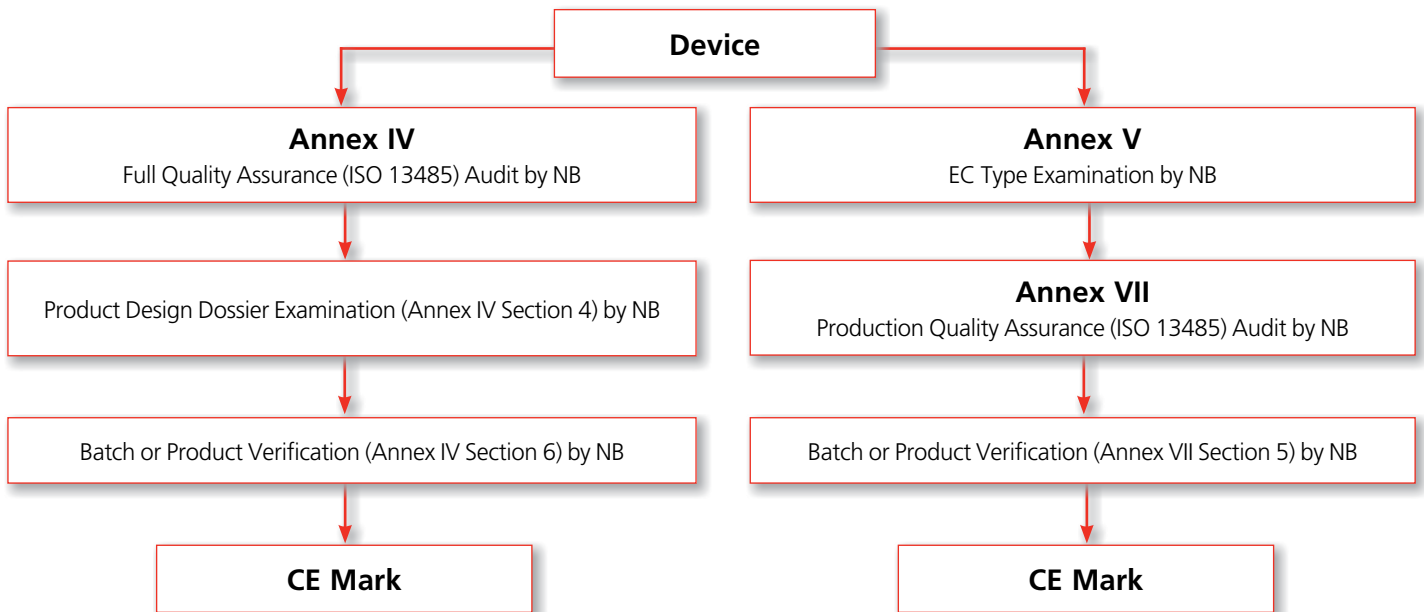 Device
Annex IV
Full Quality Assurance (ISO 13485) Audit by NB
Product Design Dossier Examination (Annex IV Section 4) by NB
Batch or Product Verification (Annex IV Section 6) by NB
CE Mark
Annex V
EC Type Examination by NB
Annex VII
Production Quality Assurance (ISO 13485) Audit by NB
Batch or Product Verification (Annex VII Section 5) by NB
CE Mark